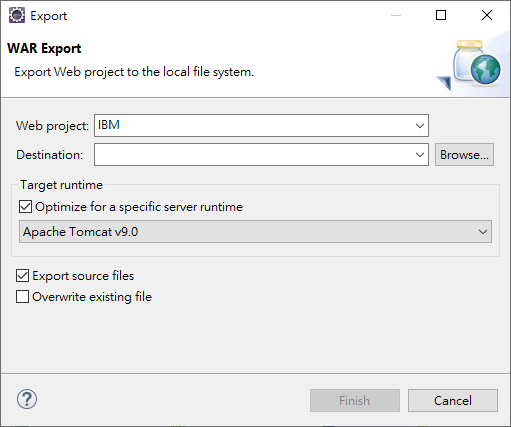 Export
WAR Export
Export Web project to the local file system.
Web project: IBM
Destination: Browse...
Target runtime
Optimize for a specific server runtime
Apache Tomcat v9.0
Export source files
Overwrite existing file
? Finish Cancel